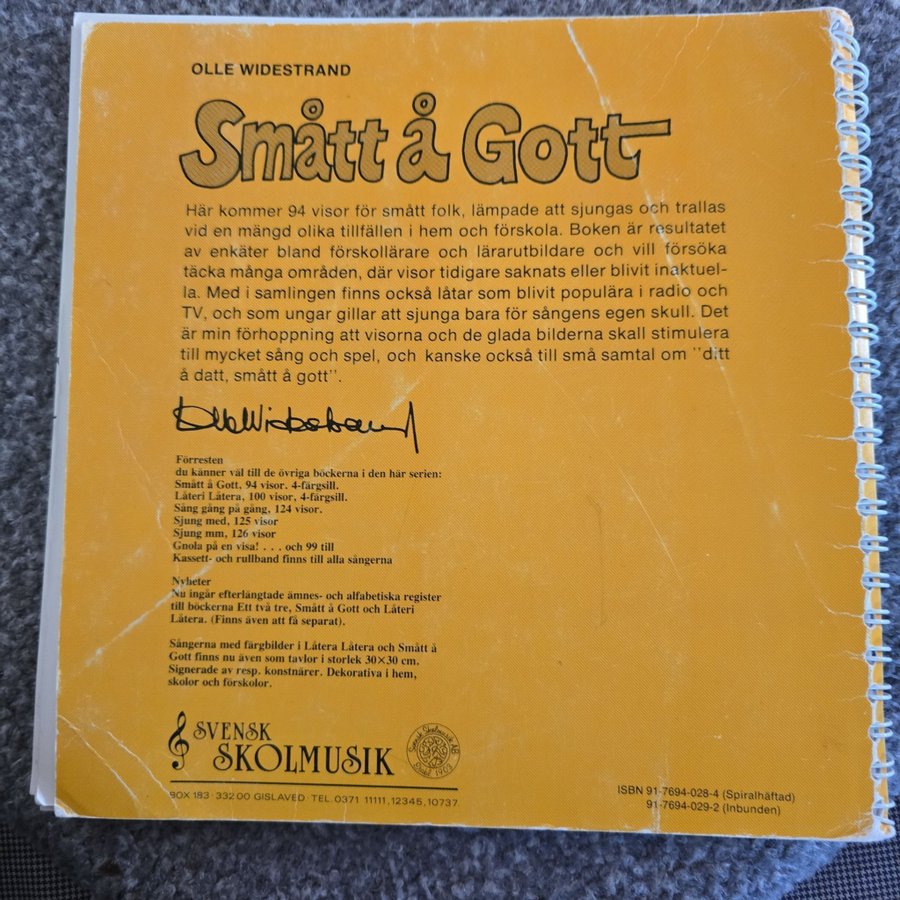 OLLE WIDESTRAND
Smått å Gott
Här kommer 94 visor för smått folk, lämpade att sjungas och trallas
vid en mängd olika tillfällen i hem och förskola. Boken är resultatet
av enkäter bland förskollärare och lärarutbildare och vill försöka
täcka många områden, där visor tidigare saknats eller blivit inaktuel-
la. Med i samlingen finns också låtar som blivit populära i radio och
TV, och som ungar gillar att sjunga bara för sångens egen skull. Det
är min förhoppning att visorna och de glada bilderna skall stimulera
till mycket sång och spel, och kanske också till små samtal om "ditt
å datt, smått å gott".
Olle Widestrand
Förresten
du känner väl till de övriga böckerna i den här serien:
Smått å Gott, 94 visor. 4-färgsill.
Låteri Låtera, 100 visor, 4-färgsill.
Sång gång på gång, 124 visor.
Sjung med, 125 visor
Sjung mm, 126 visor
Gnola på en visa! . . . och 99 till
Kassett- och rullband finns till alla sångerna
Nyheter
Nu ingår efterlängtade ämnes- och alfabetiska register
till böckerna Ett två tre, Smått å Gott och Låteri
Låtera. (Finns även att få separat).
Sångerna med färgbilder i Låtera Låtera och Smått å
Gott finns nu även som tavlor i storlek 30×30 cm.
Signerade av resp. konstnärer. Dekorativa i hem,
skolor och förskolor.
SVENSK
SKOLMUSIK
Svensk Skolmusik AB
Etabl 1903
BOX 183 - 332 00 GISLAVED TEL. 0371 11111, 12345, 10737.
ISBN 91-7694-028-4 (Spiralhäftad)
91-7694-029-2 (Inbunden)